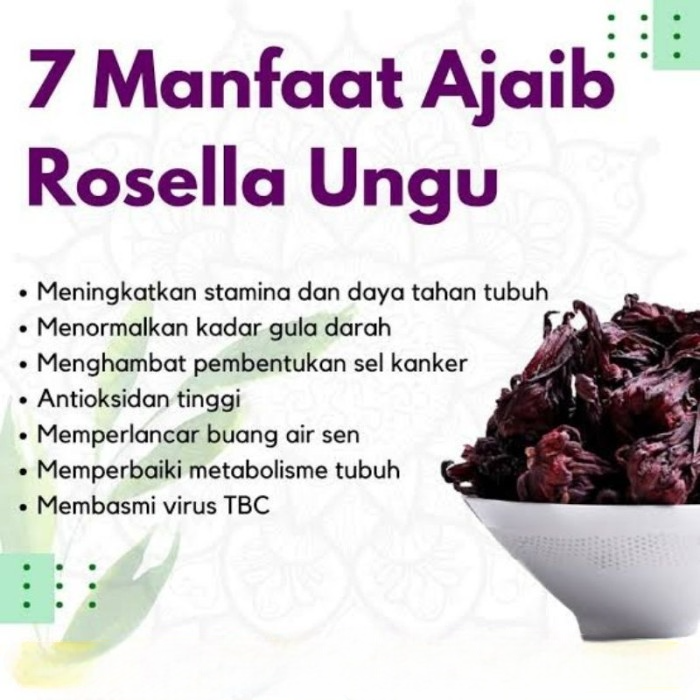 7 Manfaat Ajaib
Rosella Ungu
• Meningkatkan stamina dan daya tahan tubuh
• Menormalkan kadar gula darah
• Menghambat pembentukan sel kanker
• Antioksidan tinggi
• Memperlancar buang air sen
• Memperbaiki metabolisme tubuh
• Membasmi virus TBC